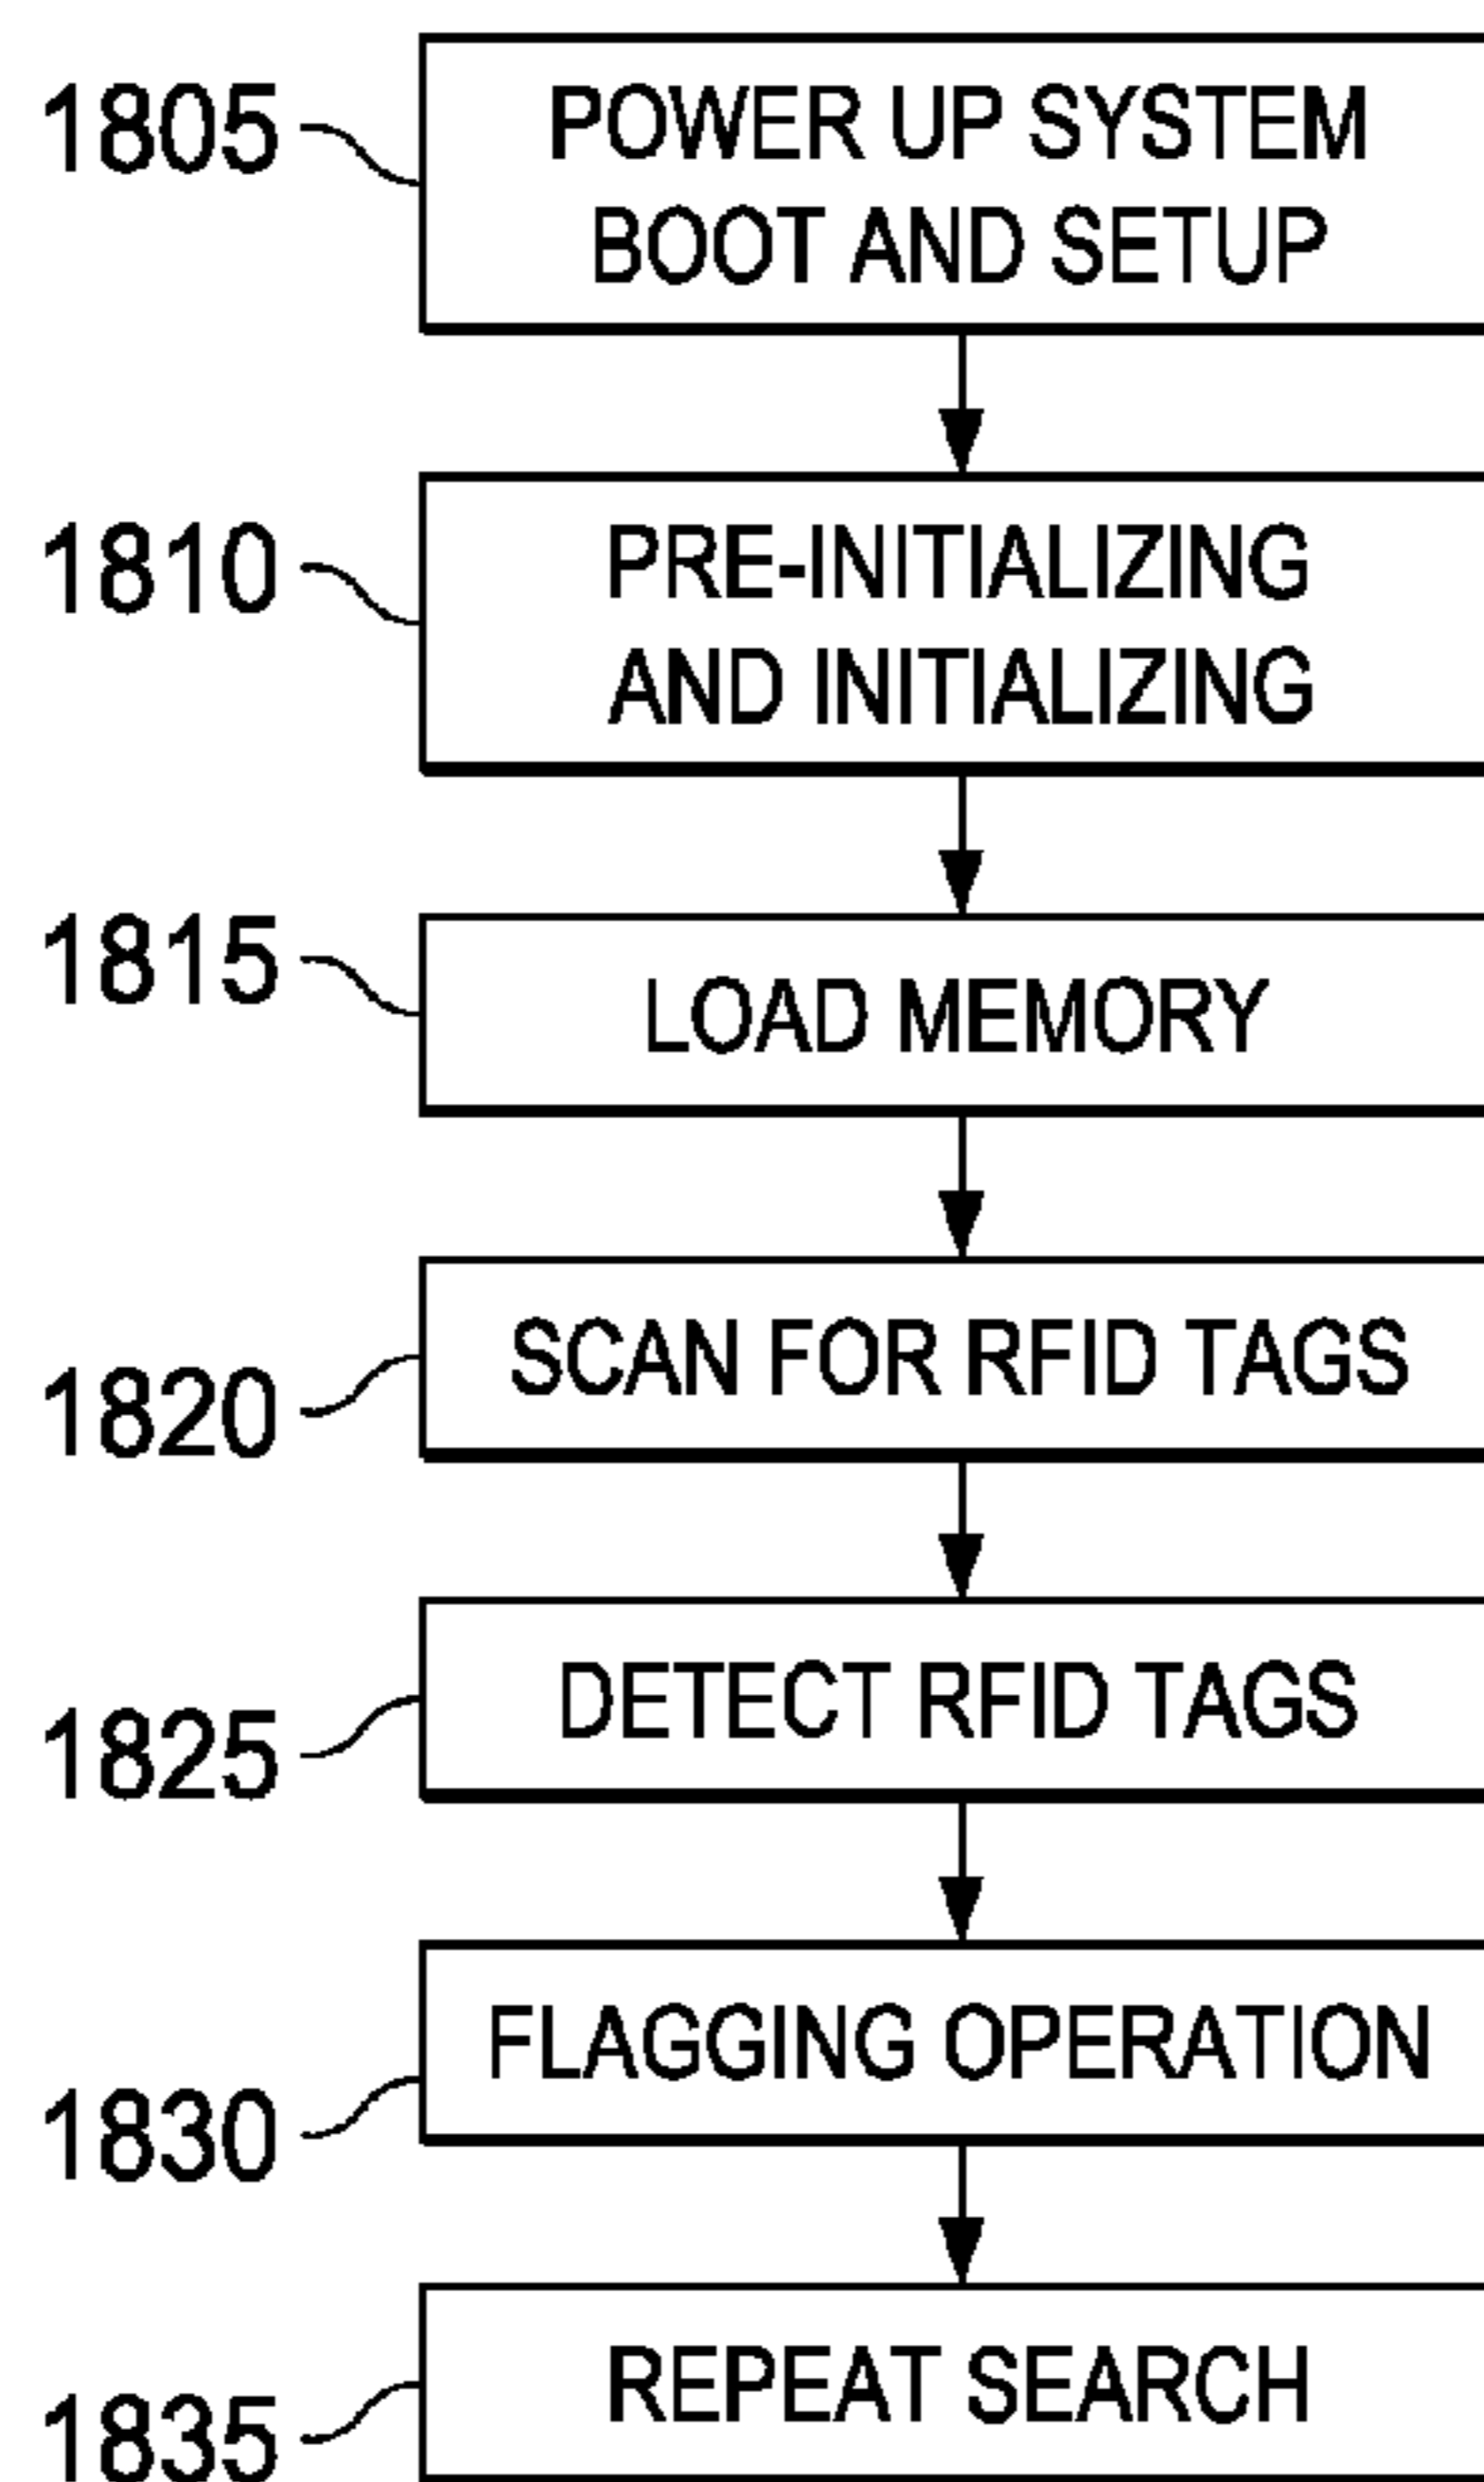 1805
POWER UP SYSTEM
BOOT AND SETUP
1810
PRE-INITIALIZING
AND INITIALIZING
1815
LOAD MEMORY
1820
SCAN FOR RFID TAGS
1825
DETECT RFID TAGS
1830
FLAGGING OPERATION
1835
REPEAT SEARCH